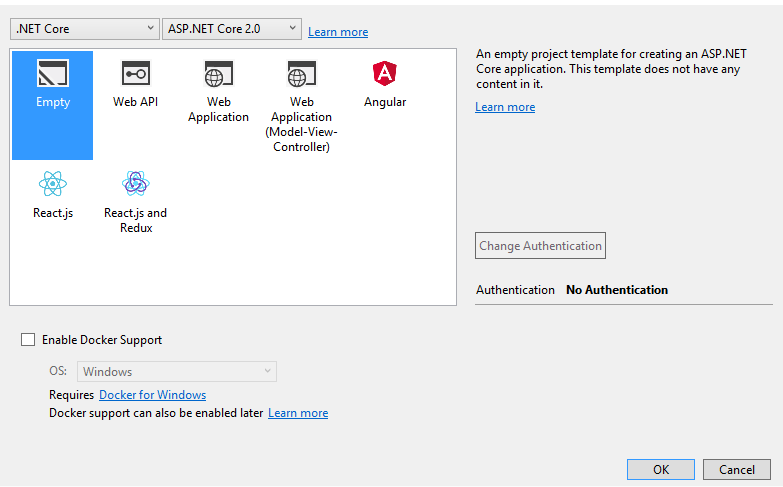 .NET Core
ASP.NET Core 2.0
Learn more
Empty
Web API
Web
Application
Web
Application
(Model-View-
Controller)
Angular
React.js
React.js and
Redux
An empty project template for creating an ASP.NET
Core application. This template does not have any
content in it.
Learn more
Change Authentication
Authentication No Authentication
Enable Docker Support
OS: Windows
Requires Docker for Windows
Docker support can also be enabled later Learn more
OK
Cancel